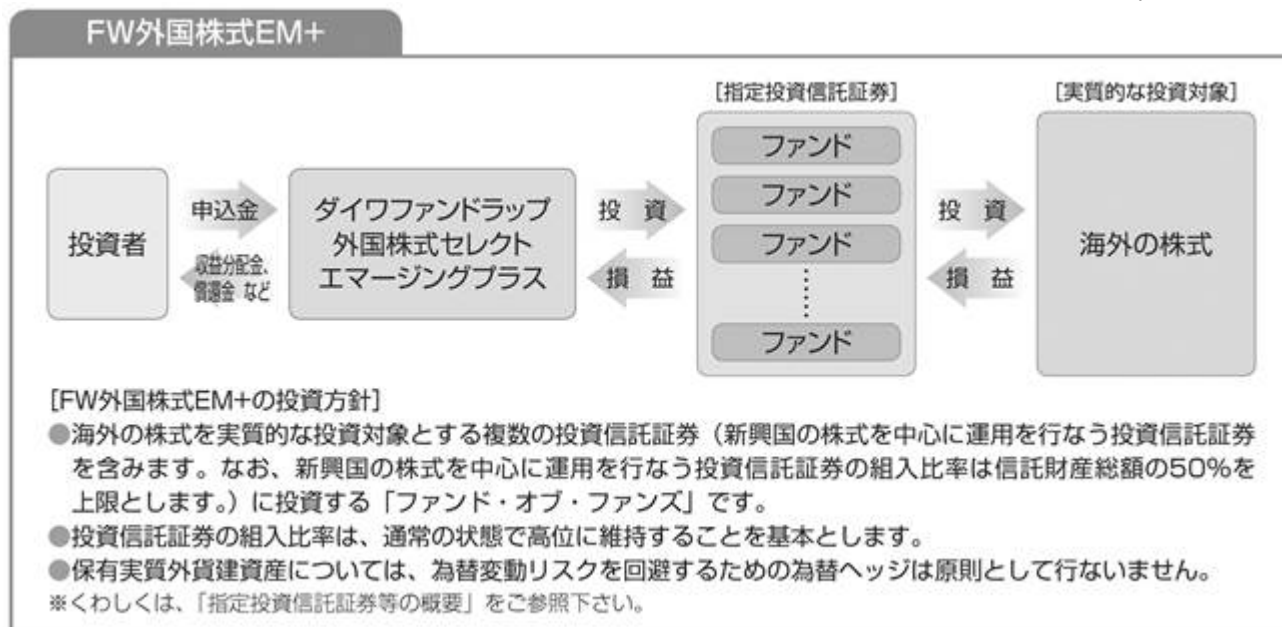 FW外国株式EM+
[指定投資信託証券]
[実質的な投資対象]
投資者
申込金
収益分配金、
償還金 など
ダイワファンドラップ
外国株式セレクト
エマージングプラス
投 資
損 益
ファンド
ファンド
ファンド
ファンド
投 資
損 益
海外の株式
[FW外国株式EM+の投資方針]
●海外の株式を実質的な投資対象とする複数の投資信託証券（新興国の株式を中心に運用を行なう投資信託証券
を含みます。なお、新興国の株式を中心に運用を行なう投資信託証券の組入比率は信託財産総額の50％を
上限とします。）に投資する「ファンド・オブ・ファンズ」です。
●投資信託証券の組入比率は、通常の状態で高位に維持することを基本とします。
●保有実質外貨建資産については、為替変動リスクを回避するための為替ヘッジは原則として行ないません。
※くわしくは、「指定投資信託証券等の概要」をご参照下さい。